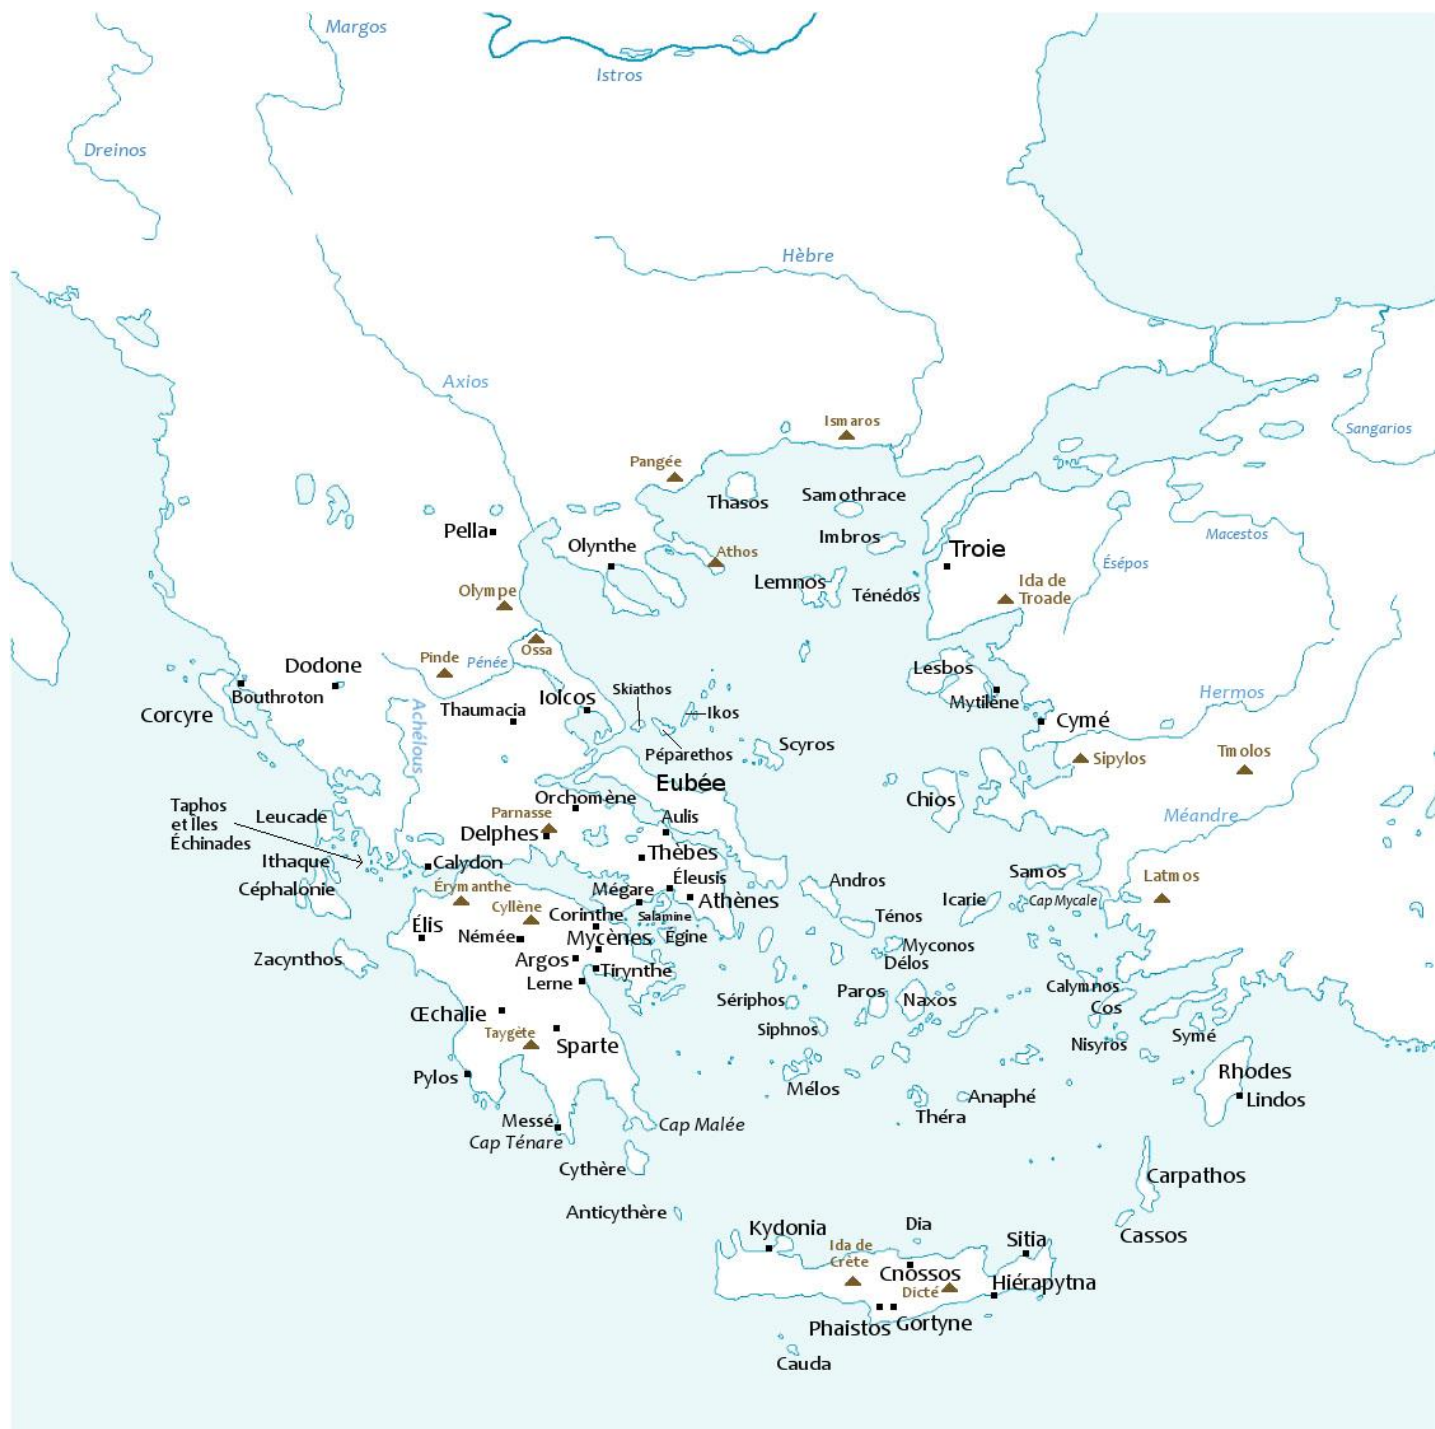 Margos
Istros
Dreinos
Hèbre
Axios
Ismaros
Sangarios
Pangée
Thasos
Samothrace
Pella
Olynthe
Imbros
Macestos
Athos
Troie
Ésépos
Olympe
Lemnos
Ténédos
Ida de
Troade
Ossa
Pinde
Pénée
Dodone
Lesbos
Bouthroton
Iolcos
Skiathos
Mytilène
Hermos
Corcyre
Achéloüs
Thaumacia
Ikos
Cymé
Péparethos
Scyros
Sipylos
Tmolos
Eubée
Orchomène
Chios
Taphos
et Îles
Échinades
Leucade
Parnasse
Delphes
Aulis
Méandre
Thèbes
Ithaque
Calydon
Éleusis
Samos
Latmos
Céphalonie
Érymanthe
Mégare
Athènes
Andros
Icarie
Cap Mycale
Cyllène
Corinthe
Salamine
Ténos
Élis
Némée
Mycènes
Egine
Myconos
Zacynthos
Argos
Tirynthe
Délos
Lerne
Sériphos
Paros
Naxos
Calymnos
Cos
Œchalie
Siphnos
Taygète
Sparte
Nisyros
Symé
Pylos
Mélos
Anaphé
Rhodes
Lindos
Messé
Cap Ténare
Cap Malée
Théra
Cythère
Carpathos
Anticythère
Kydonia
Dia
Sitia
Cassos
Ida de
Crète
Cnossos
Dicté
Hiérapytna
Phaistos
Gortyne
Cauda